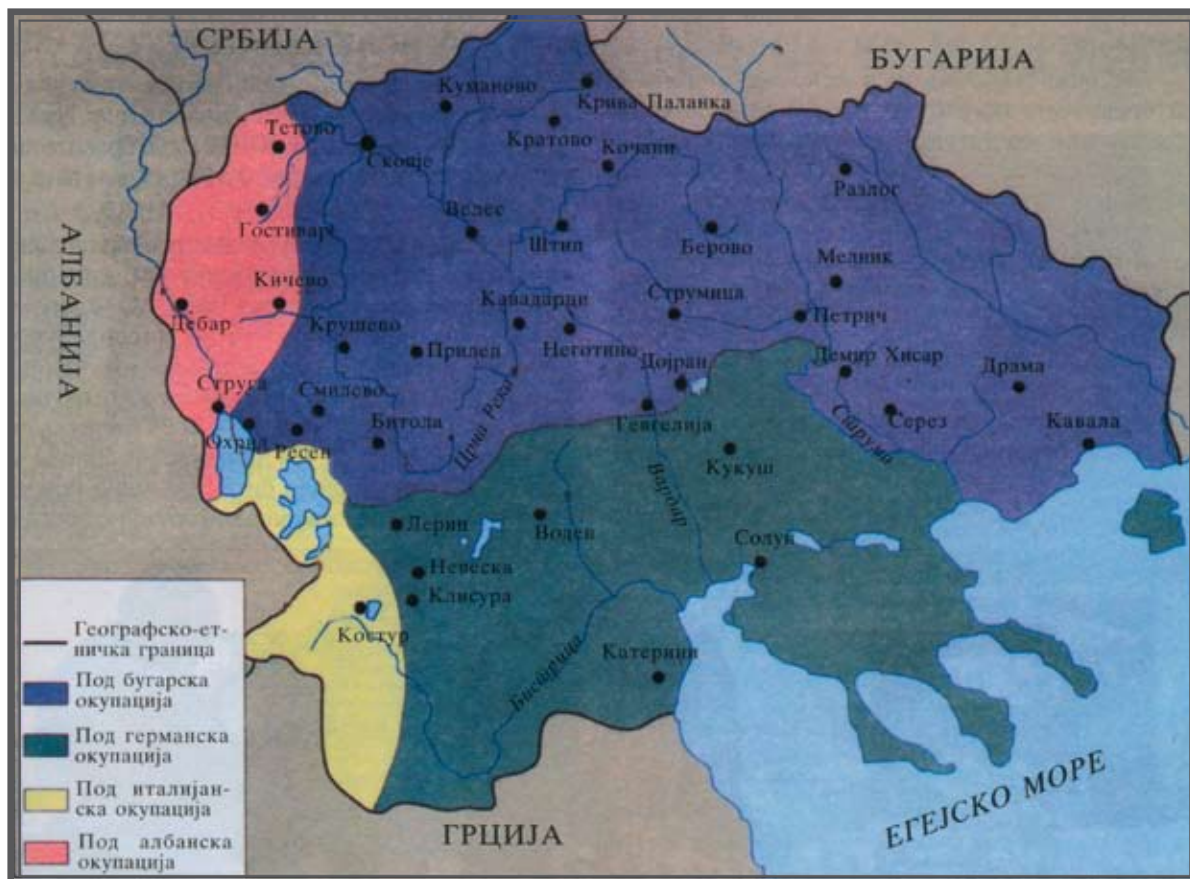 СРБИЈА
БУГАРИЈА
Куманово
Крива Паланка
Тетово
Скопје
Кратово
Кочани
Разлог
АЛБАНИЈА
Гостивар
Велес
Штип
Берово
Мелник
Кичево
Дебар
Кавадарци
Струмица
Петрич
Крушево
Прилеп
Неготино
Дојран
Демир Хисар
Драма
Струга
Смилево
Охрид
Ресен
Битола
Црна Река
Гевгелија
Струма
Серез
Кавала
Кукуш
Вардар
Лерин
Воден
Солун
Невеска
Клисура
Костур
Бистрица
Катерини
ГРЦИЈА
ЕГЕЈСКО МОРЕ
Географско-ет-
ничка граница
Под бугарска
окупација
Под германска
окупација
Под италијан-
ска окупација
Под албанска
окупација